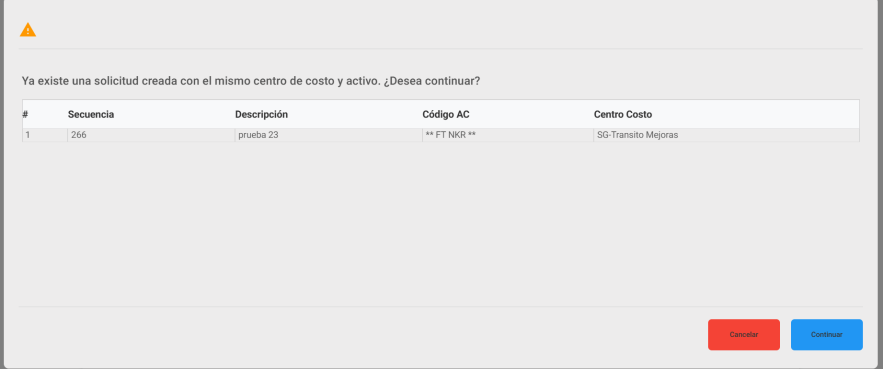 Ya existe una solicitud creada con el mismo centro de costo y activo. ¿Desea continuar?
# Secuencia Descripción Código AC Centro Costo
1 266 prueba 23 ** FT NKR ** SG-Transito Mejoras
Cancelar Continuar